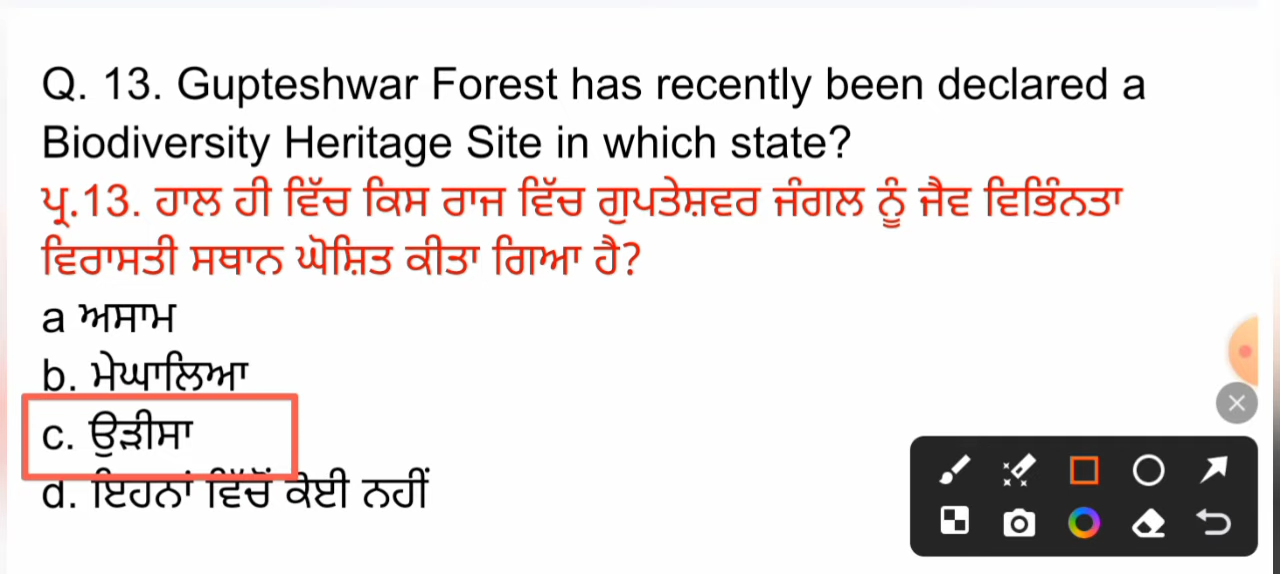 Q. 13. Gupteshwar Forest has recently been declared a
Biodiversity Heritage Site in which state?
ਪ੍ਰ.13. ਹਾਲ ਹੀ ਵਿੱਚ ਕਿਸ ਰਾਜ ਵਿੱਚ ਗੁਪਤੇਸ਼ਵਰ ਜੰਗਲ ਨੂੰ ਜੈਵ ਵਿਭਿੰਨਤਾ
ਵਿਰਾਸਤੀ ਸਥਾਨ ਘੋਸ਼ਿਤ ਕੀਤਾ ਗਿਆ ਹੈ?
a ਅਸਾਮ
b. ਮੇਘਾਲਿਆ
c. ਉੜੀਸਾ
d. ਇਹਨਾਂ ਵਿੱਚੋਂ ਕੋਈ ਨਹੀਂ